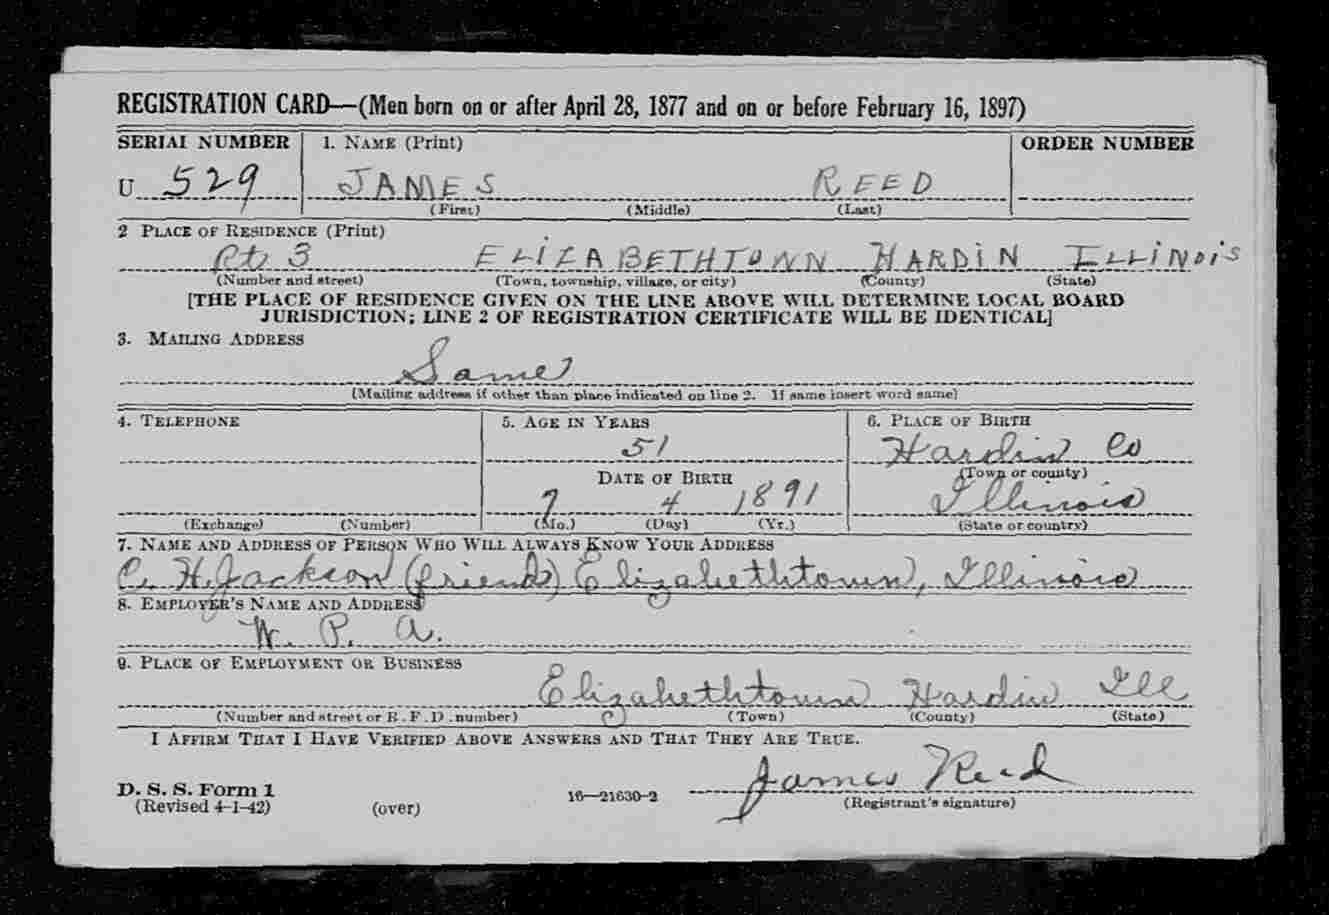 REGISTRATION CARD—(Men born on or after April 28, 1877 and on or before February 16, 1897)
SERIAL NUMBER 1. NAME (Print) ORDER NUMBER
U 529 JAMES REED
(First) (Middle) (Last)
2 PLACE OF RESIDENCE (Print)
Rt 3 ELIZABETHTOWN HARDIN ILLINOIS
(Number and street) (Town, township, village, or city) (County) (State)
[THE PLACE OF RESIDENCE GIVEN ON THE LINE ABOVE WILL DETERMINE LOCAL BOARD
JURISDICTION; LINE 2 OF REGISTRATION CERTIFICATE WILL BE IDENTICAL]
3. MAILING ADDRESS
Same
(Mailing address if other than place indicated on line 2. If same insert word same)
4. TELEPHONE 5. AGE IN YEARS 6. PLACE OF BIRTH
51 Hardin Co
DATE OF BIRTH (Town or county)
7 4 1891 Illinois
(Exchange) (Number) (Mo.) (Day) (Yr.) (State or country)
7. NAME AND ADDRESS OF PERSON WHO WILL ALWAYS KNOW YOUR ADDRESS
C. H. Jackson (friend) Elizabethtown, Illinois
8. EMPLOYER'S NAME AND ADDRESS
W. P. A.
9. PLACE OF EMPLOYMENT OR BUSINESS
Elizabethtown Hardin Ill
(Number and street or R. F. D. number) (Town) (County) (State)
I AFFIRM THAT I HAVE VERIFIED ABOVE ANSWERS AND THAT THEY ARE TRUE.
James Reed
D. S. S. Form 1
(Revised 4-1-42) (over) 16—21630-2 (Registrant's signature)